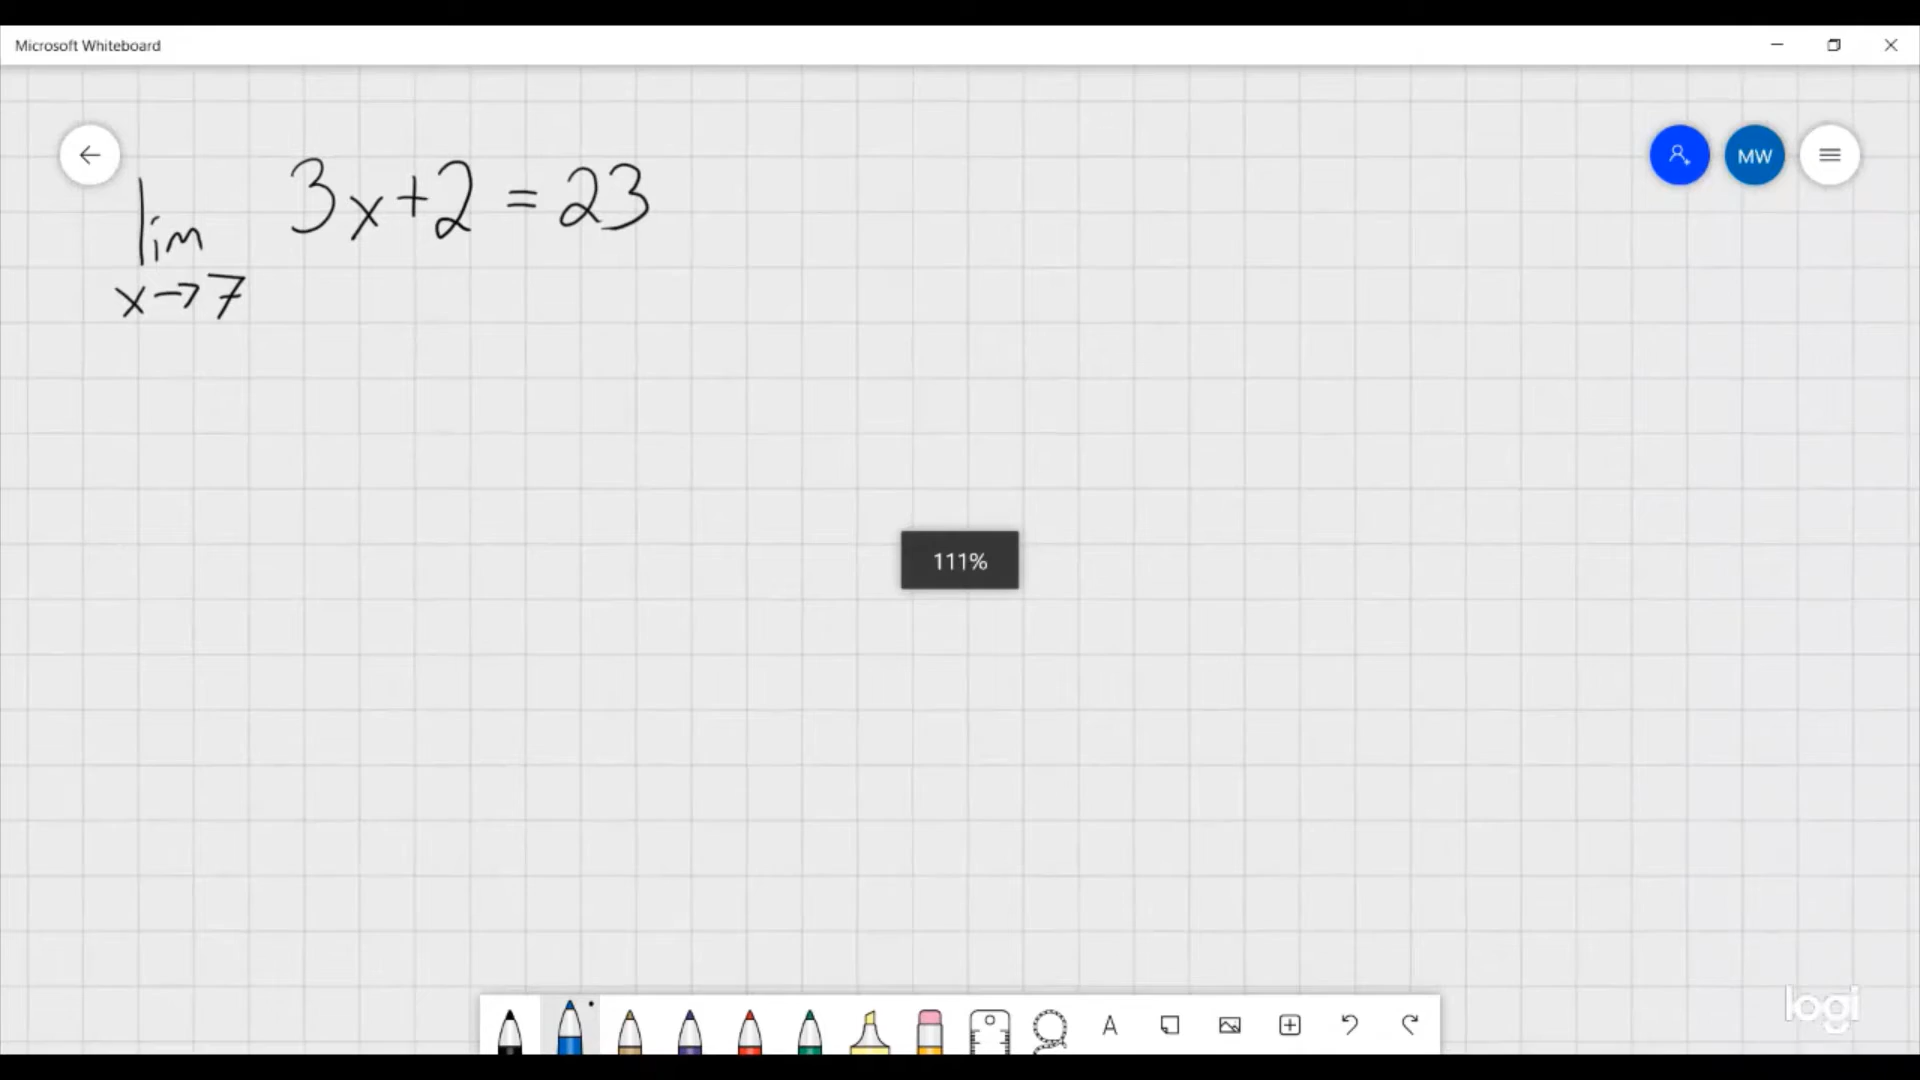 Microsoft Whiteboard
MW
lim 3x+2 = 23
x→7
111%
A
logi